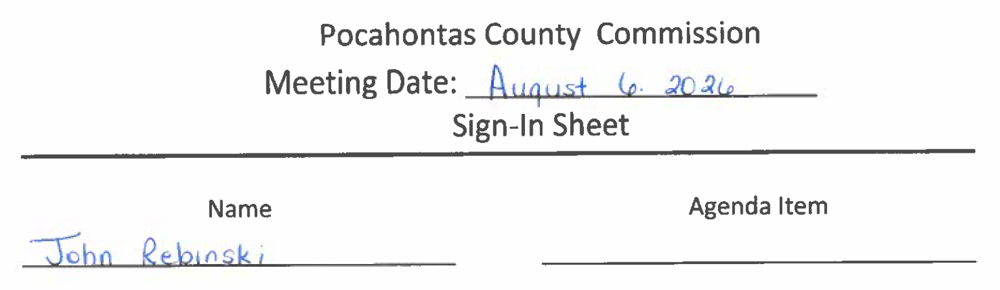 Pocahontas County Commission
Meeting Date: August 6. 2026
Sign-In Sheet
Name Agenda Item
John Rebinski